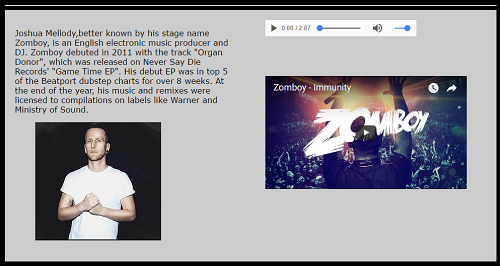 Joshua Mellody,better known by his stage name
Zomboy, is an English electronic music producer and
DJ. Zomboy debuted in 2011 with the track "Organ
Donor", which was released on Never Say Die
Records' "Game Time EP". His debut EP was in top 5
of the Beatport dubstep charts for over 8 weeks. At
the end of the year, his music and remixes were
licensed to compilations on labels like Warner and
Ministry of Sound.
0:00 / 2:07
Zomboy - Immunity
ZOMBOY